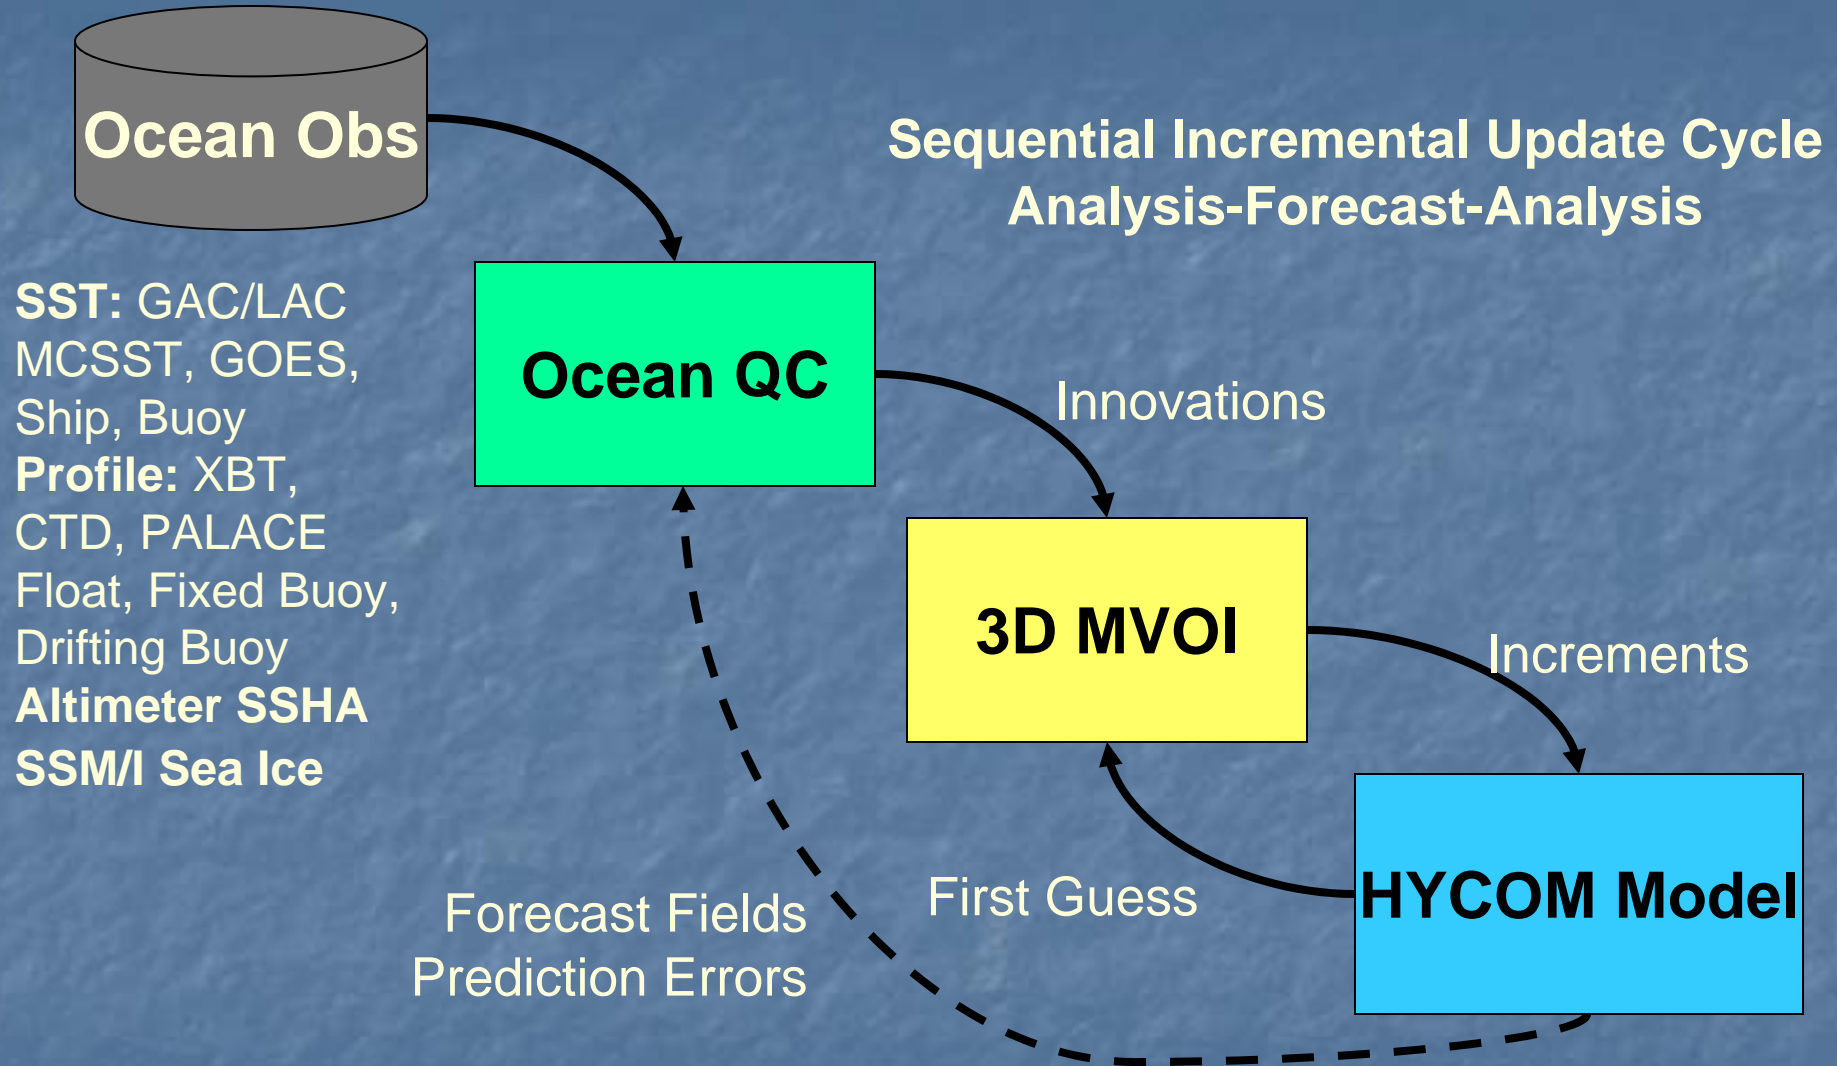 Ocean Obs
Sequential Incremental Update Cycle
Analysis-Forecast-Analysis
SST: GAC/LAC
MCSST, GOES,
Ship, Buoy
Profile: XBT,
CTD, PALACE
Float, Fixed Buoy,
Drifting Buoy
Altimeter SSHA
SSM/I Sea Ice
Ocean QC
Innovations
3D MVOI
Increments
HYCOM Model
First Guess
Forecast Fields
Prediction Errors